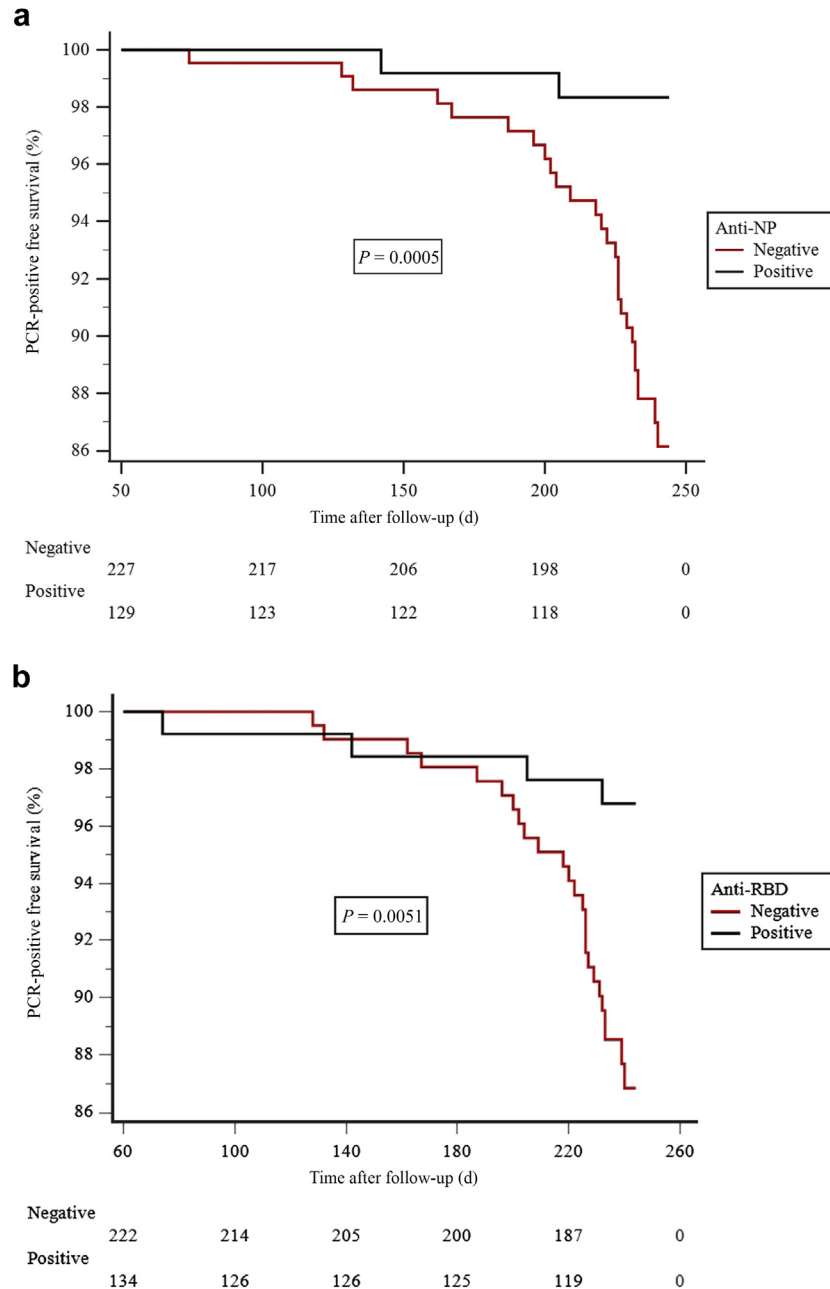 a
PCR-positive free survival (%)
100
98
96
94
92
90
88
86
P = 0.0005
Anti-NP
Negative
Positive
50 100 150 200 250
Time after follow-up (d)
Negative
227 217 206 198 0
Positive
129 123 122 118 0
b
PCR-positive free survival (%)
100
98
96
94
92
90
88
86
P = 0.0051
Anti-RBD
Negative
Positive
60 100 140 180 220 260
Time after follow-up (d)
Negative
222 214 205 200 187 0
Positive
134 126 126 125 119 0